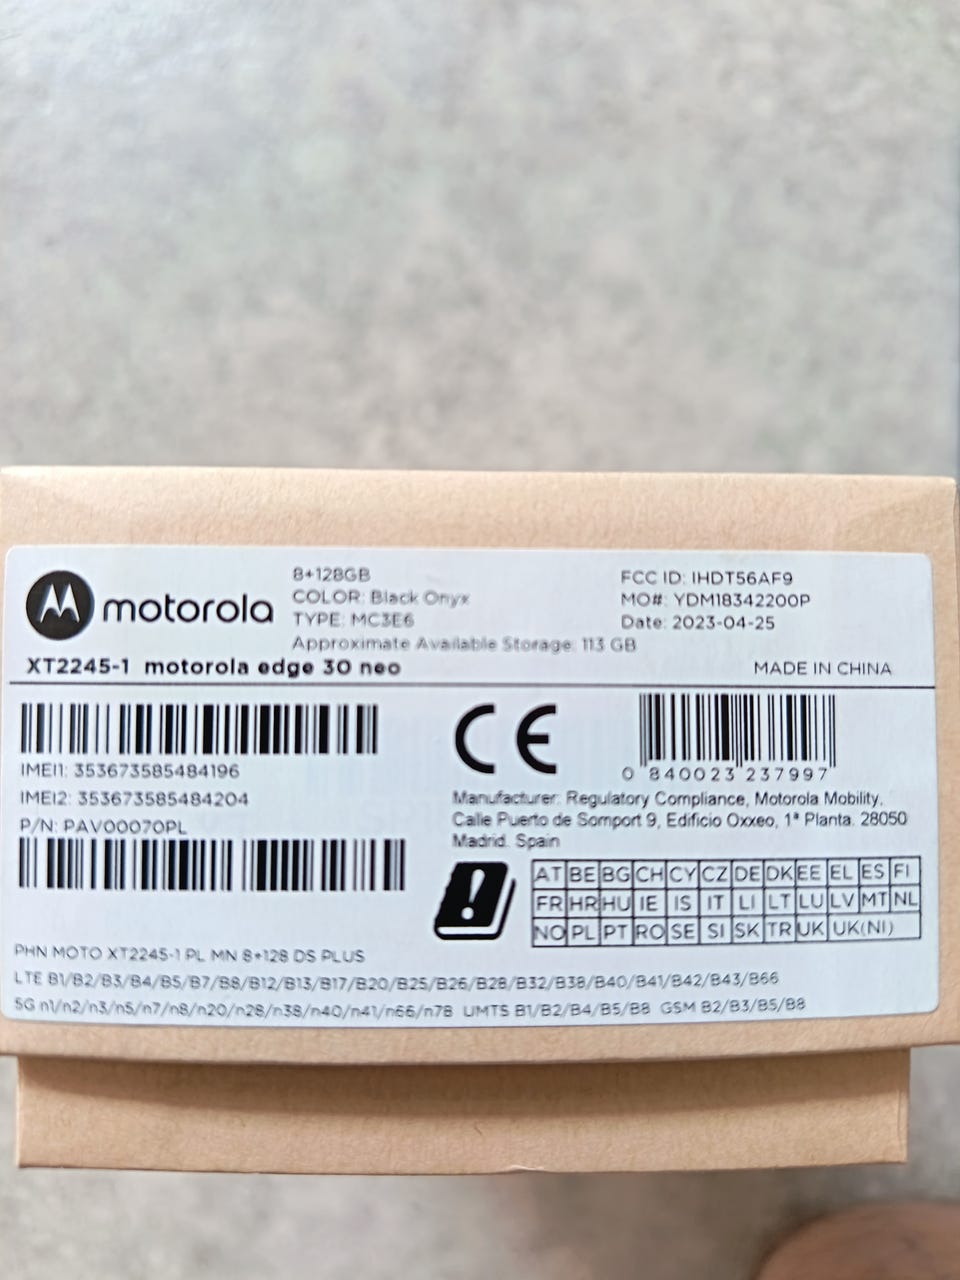 motorola
8+128GB
COLOR: Black Onyx
TYPE: MC3E6
Approximate Available Storage: 113 GB
FCC ID: IHDT56AF9
MO#: YDM18342200P
Date: 2023-04-25
XT2245-1 motorola edge 30 neo
MADE IN CHINA
IMEI1: 353673585484196
IMEI2: 353673585484204
P/N: PAV00070PL
CE
0 840023 237997
Manufacturer: Regulatory Compliance, Motorola Mobility,
Calle Puerto de Somport 9, Edificio Oxxeo, 1ª Planta. 28050
Madrid. Spain
AT BE BG CH CY CZ DE DK EE EL ES FI
FR HR HU IE IS IT LI LT LU LV MT NL
NO PL PT RO SE SI SK TR UK UK(NI)
PHN MOTO XT2245-1 PL MN 8+128 DS PLUS
LTE B1/B2/B3/B4/B5/B7/B8/B12/B13/B17/B20/B25/B26/B28/B32/B38/B40/B41/B42/B43/B66
5G n1/n2/n3/n5/n7/n8/n20/n28/n38/n40/n41/n66/n78 UMTS B1/B2/B4/B5/B8 GSM B2/B3/B5/B8